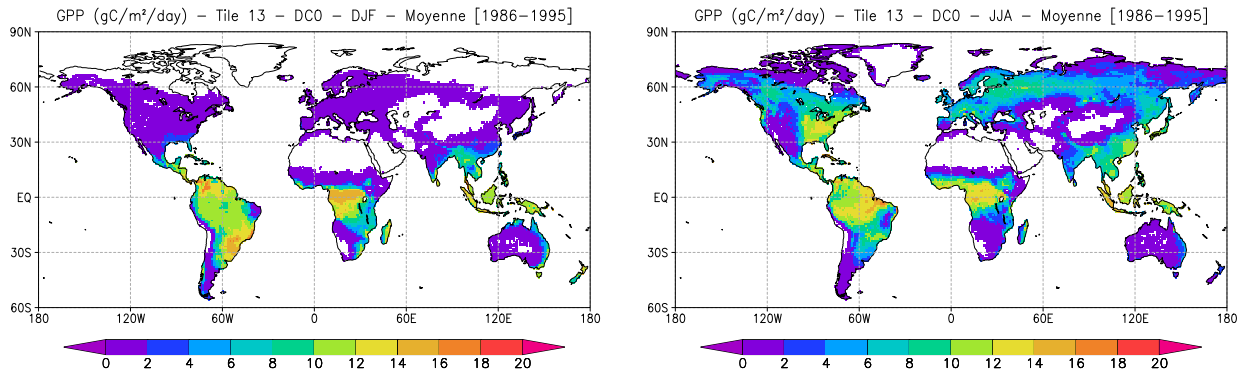 GPP (gC/m²/day) − Tile 13 − DCO − DJF − Moyenne [1986−1995]
90N
60N
30N
EQ
30S
60S
180 120W 60W 0 60E 120E 180
0 2 4 6 8 10 12 14 16 18 20
GPP (gC/m²/day) − Tile 13 − DCO − JJA − Moyenne [1986−1995]
90N
60N
30N
EQ
30S
60S
180 120W 60W 0 60E 120E 180
0 2 4 6 8 10 12 14 16 18 20